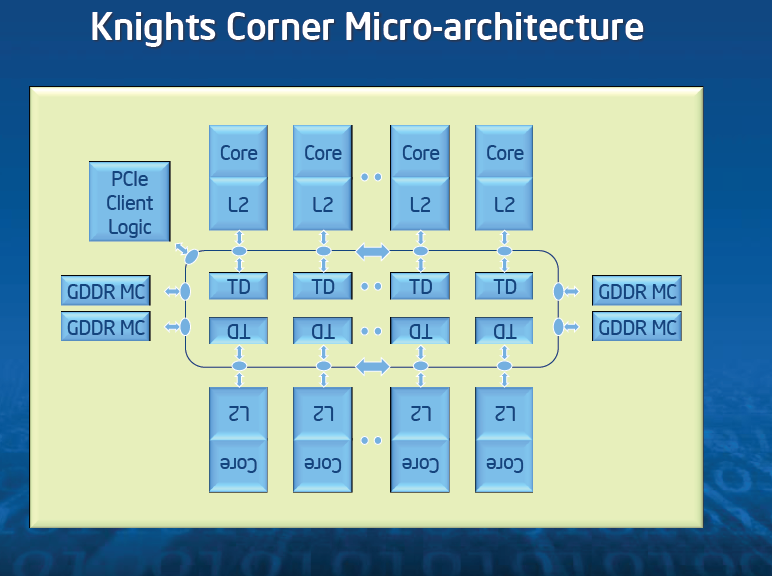 Knights Corner Micro-architecture
Core Core Core Core
PCIe
Client
Logic
L2 L2 L2 L2
GDDR MC TD TD TD TD GDDR MC
GDDR MC TD TD TD TD GDDR MC
L2 L2 L2 L2
Core Core Core Core